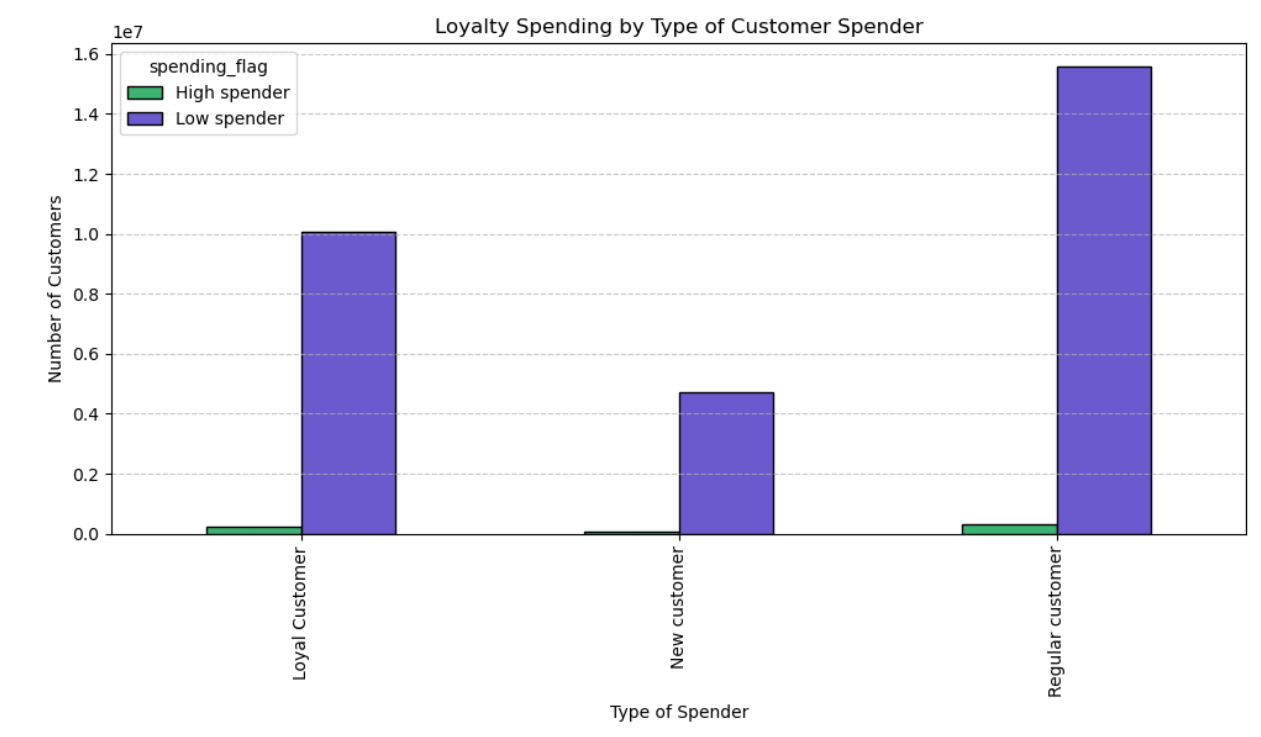 Loyalty Spending by Type of Customer Spender
1e7
1.6
1.4
1.2
1.0
0.8
0.6
0.4
0.2
0.0
Number of Customers
spending_flag
High spender
Low spender
Loyal Customer
New customer
Regular customer
Type of Spender